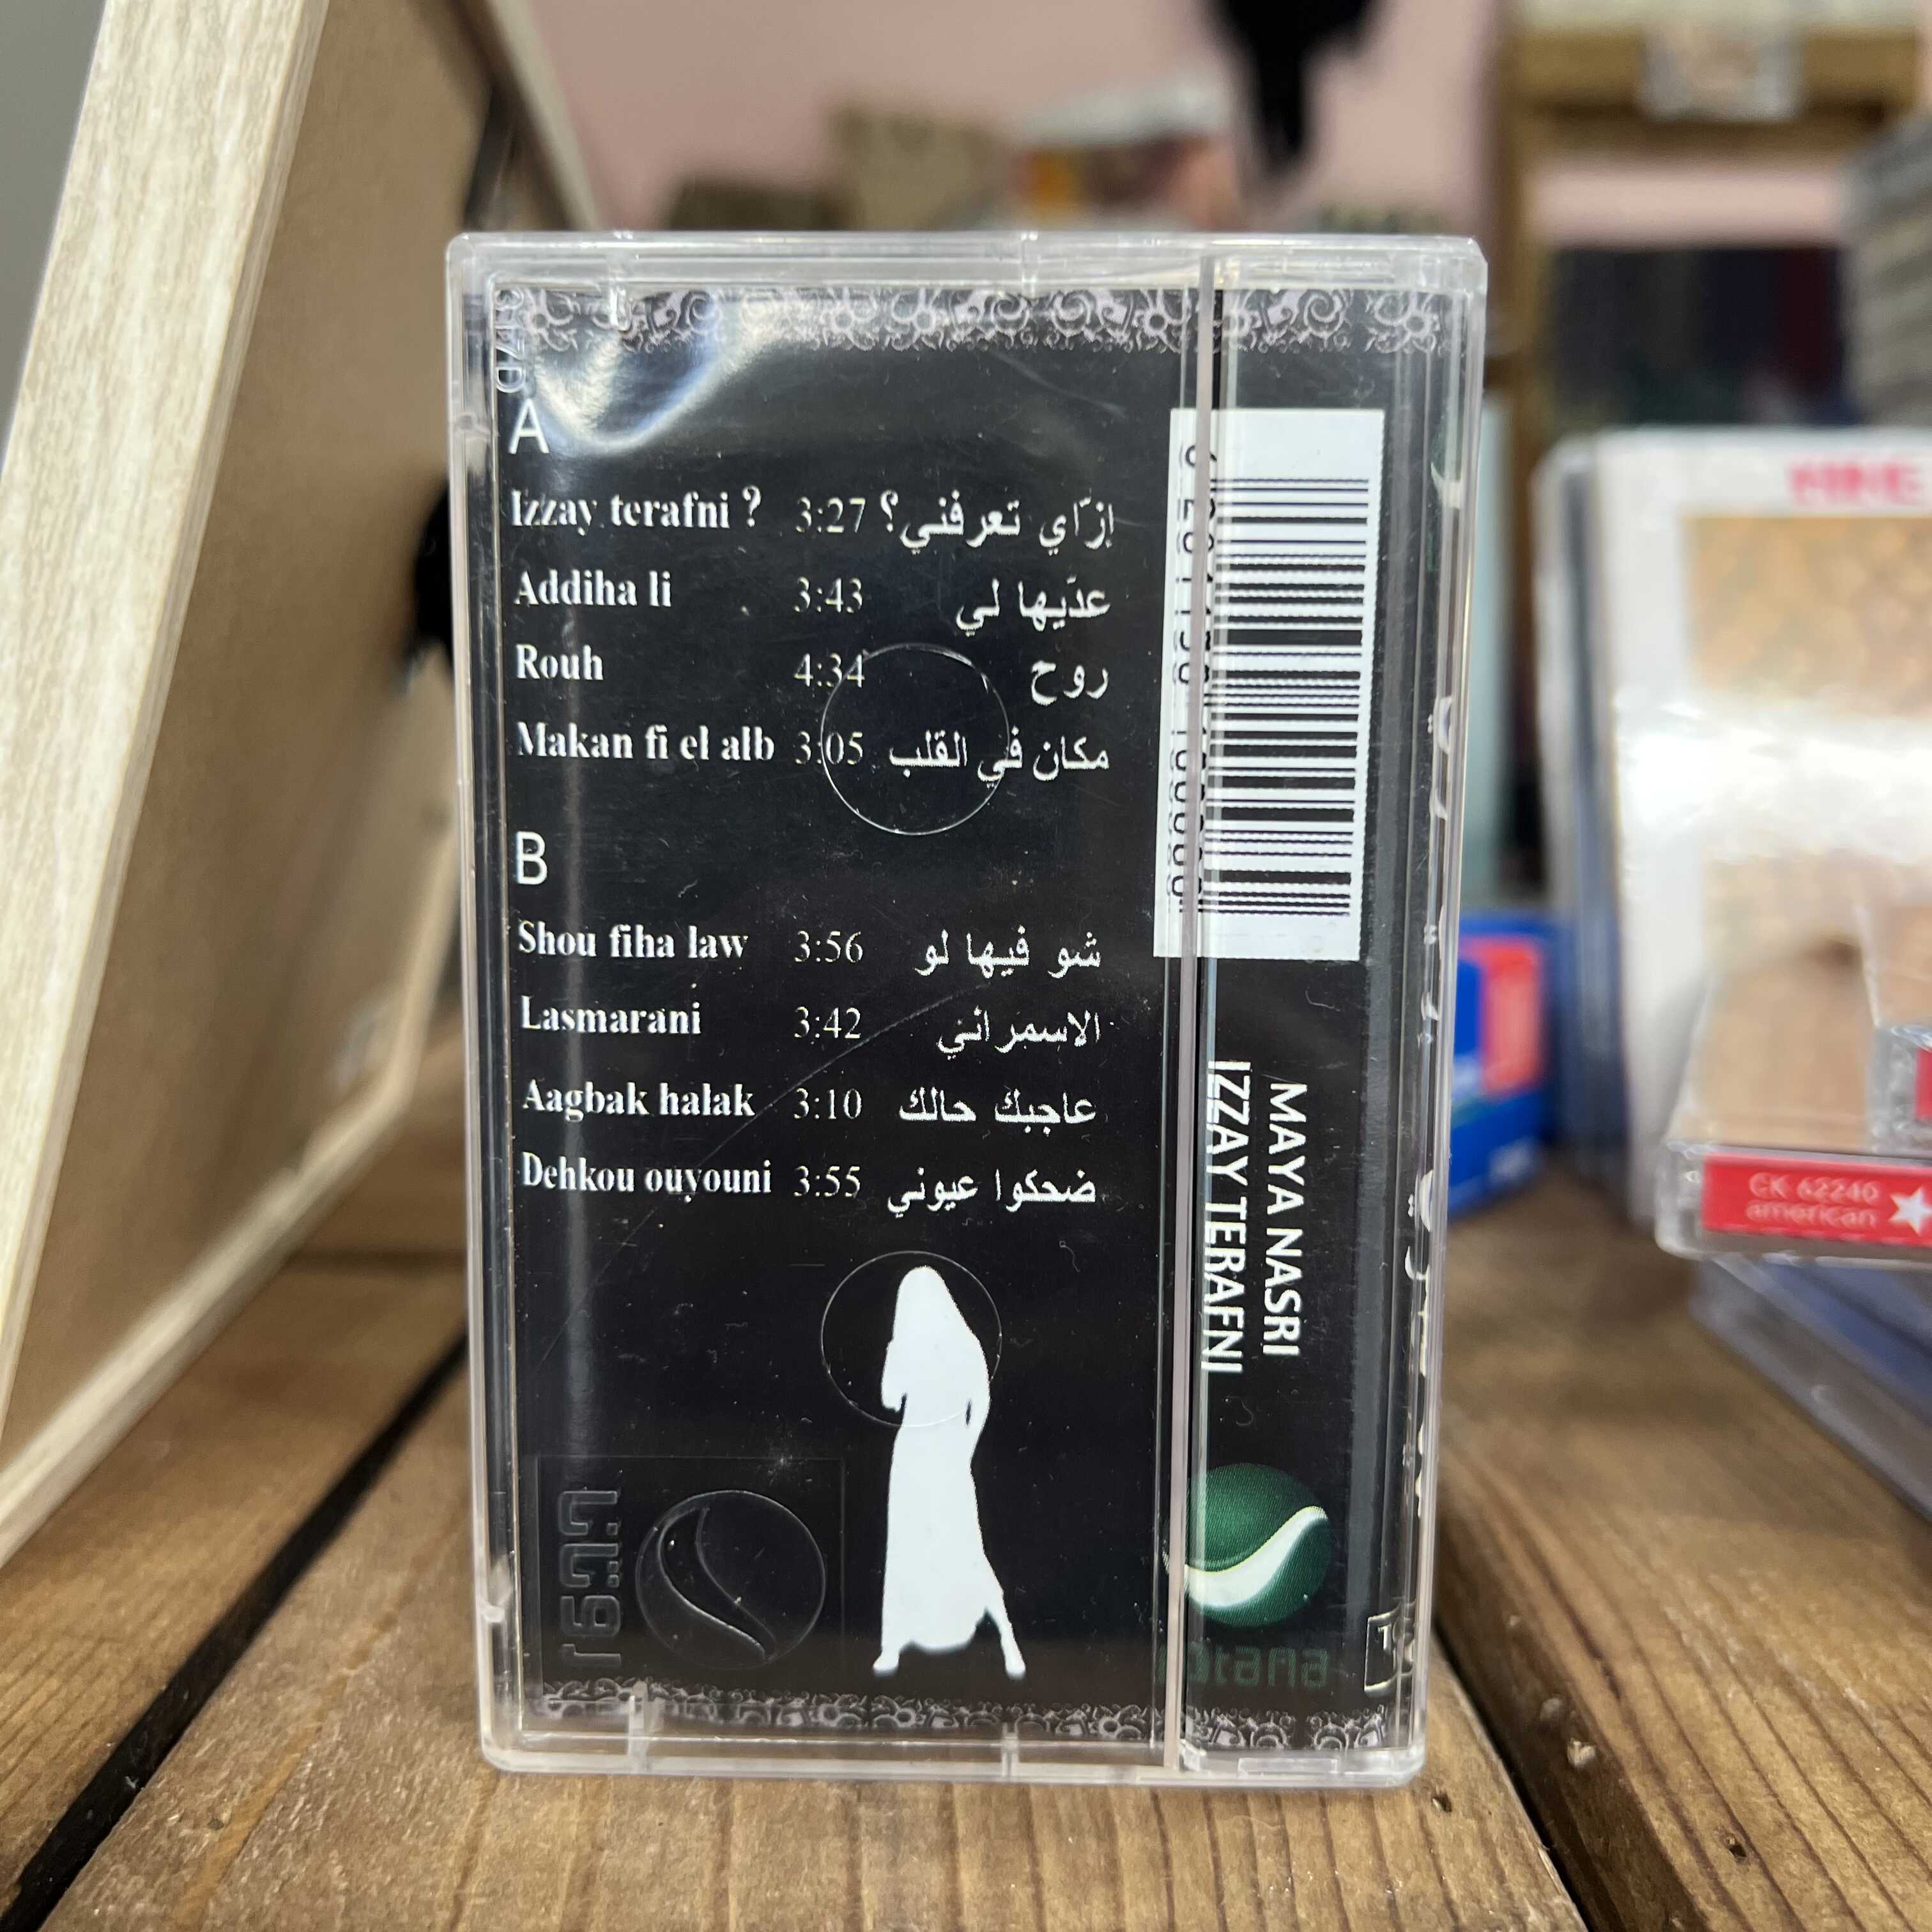 A
Izzay terafni ? 3:27 إزّاي تعرفني؟
Addiha li 3:43 عدّيها لي
Rouh 4:34 روح
Makan fi el alb 3:05 مكان في القلب
B
Shou fiha law 3:56 شو فيها لو
Lasmarani 3:42 الاسمراني
Aagbak halak 3:10 عاجبك حالك
Dehkou ouyouni 3:55 ضحكوا عيوني
روتانا
MAYA NASRI
IZZAY TERAFNI
rotana
CK 62240
american